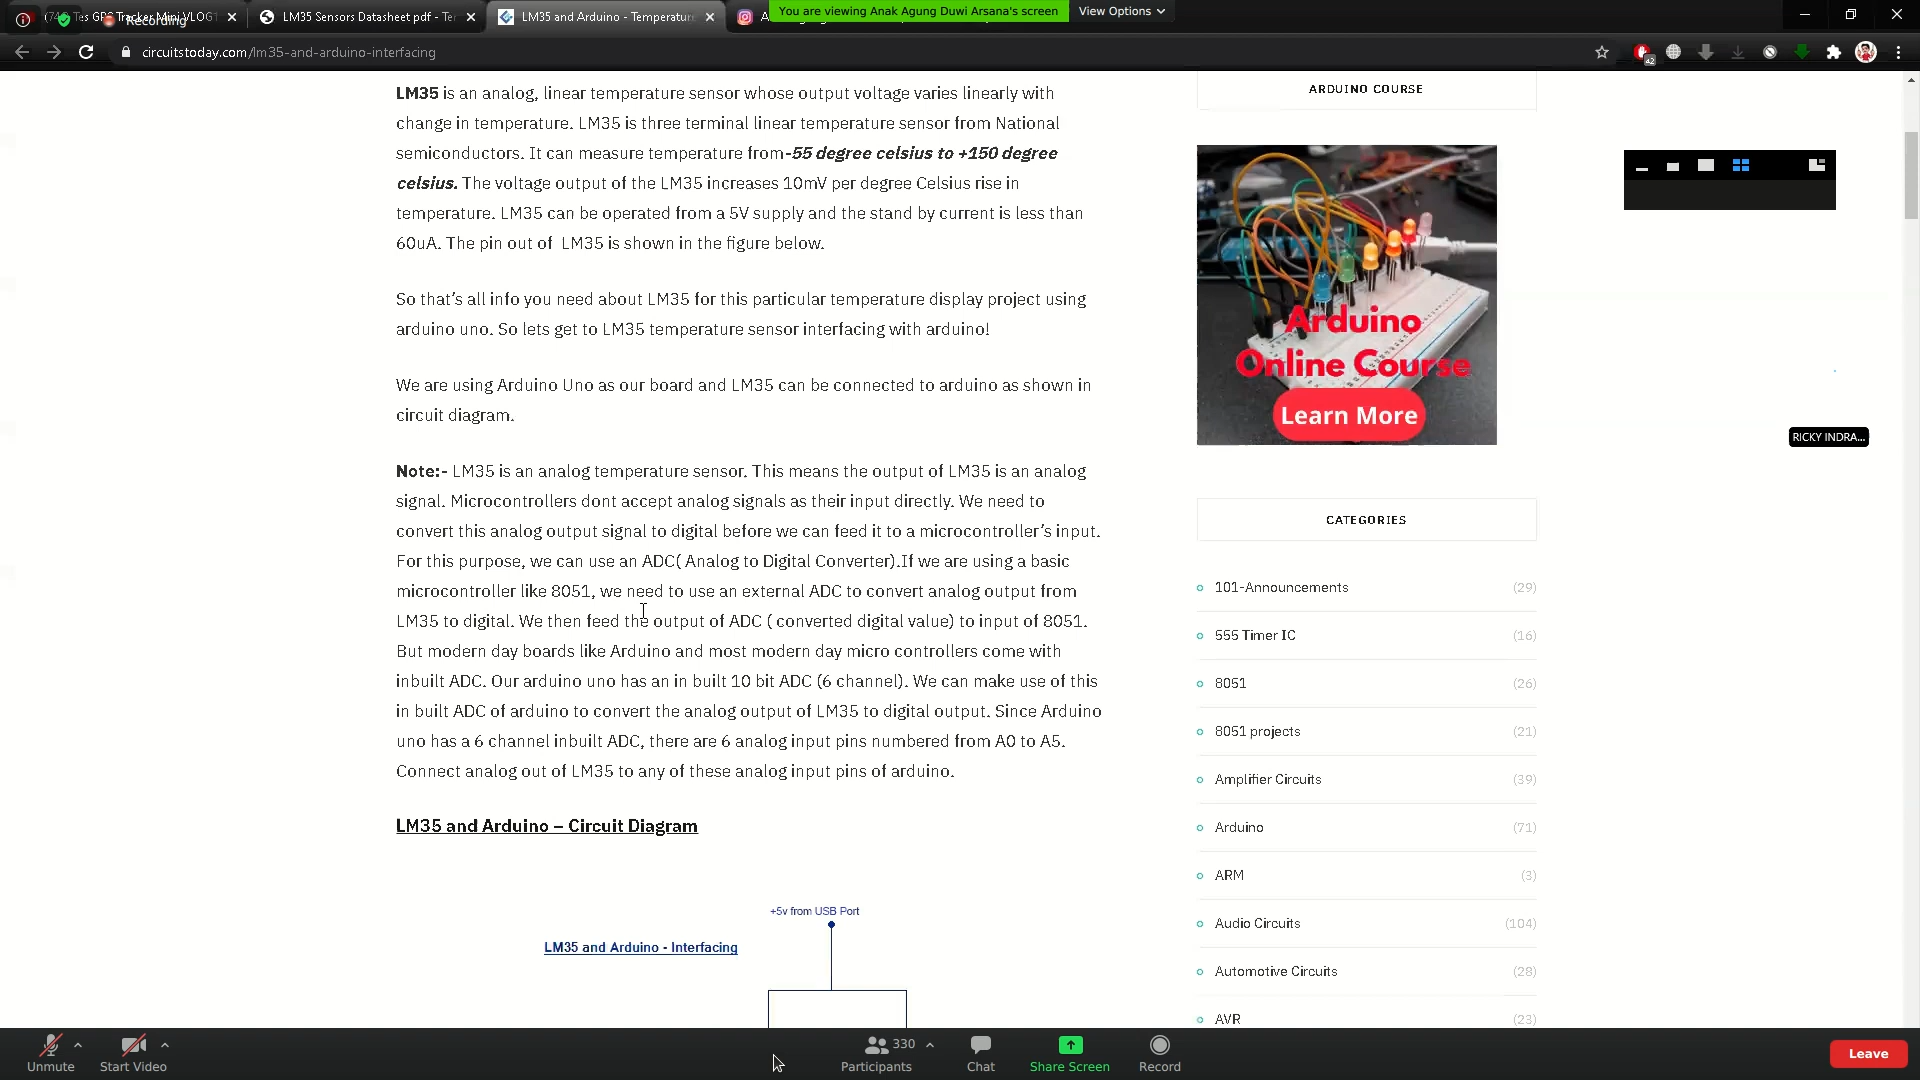 Tes GPS Tracker Mini VLOG
Recording
LM35 Sensors Datasheet pdf - Te
LM35 and Arduino - Temperatur
You are viewing Anak Agung Duwi Arsana's screen
View Options
circuitstoday.com/lm35-and-arduino-interfacing
42
LM35 is an analog, linear temperature sensor whose output voltage varies linearly with
change in temperature. LM35 is three terminal linear temperature sensor from National
semiconductors. It can measure temperature from-55 degree celsius to +150 degree
celsius. The voltage output of the LM35 increases 10mV per degree Celsius rise in
temperature. LM35 can be operated from a 5V supply and the stand by current is less than
60uA. The pin out of LM35 is shown in the figure below.
So that’s all info you need about LM35 for this particular temperature display project using
arduino uno. So lets get to LM35 temperature sensor interfacing with arduino!
We are using Arduino Uno as our board and LM35 can be connected to arduino as shown in
circuit diagram.
Note:- LM35 is an analog temperature sensor. This means the output of LM35 is an analog
signal. Microcontrollers dont accept analog signals as their input directly. We need to
convert this analog output signal to digital before we can feed it to a microcontroller’s input.
For this purpose, we can use an ADC( Analog to Digital Converter).If we are using a basic
microcontroller like 8051, we need to use an external ADC to convert analog output from
LM35 to digital. We then feed the output of ADC ( converted digital value) to input of 8051.
But modern day boards like Arduino and most modern day micro controllers come with
inbuilt ADC. Our arduino uno has an in built 10 bit ADC (6 channel). We can make use of this
in built ADC of arduino to convert the analog output of LM35 to digital output. Since Arduino
uno has a 6 channel inbuilt ADC, there are 6 analog input pins numbered from A0 to A5.
Connect analog out of LM35 to any of these analog input pins of arduino.
LM35 and Arduino – Circuit Diagram
+5v from USB Port
LM35 and Arduino - Interfacing
ARDUINO COURSE
Arduino
Online Course
Learn More
RICKY INDRA...
CATEGORIES
101-Announcements (29)
555 Timer IC (16)
8051 (26)
8051 projects (21)
Amplifier Circuits (39)
Arduino (71)
ARM (3)
Audio Circuits (104)
Automotive Circuits (28)
AVR (23)
Unmute
Start Video
330
Participants
Chat
Share Screen
Record
Leave